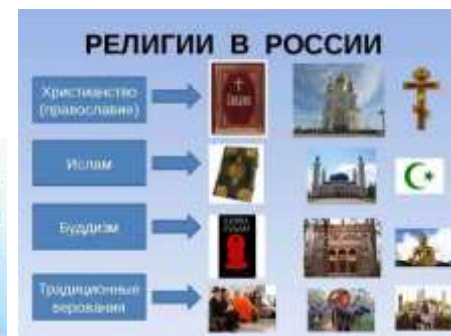 РЕЛИГИИ В РОССИИ
Христианство
(православие)
Ислам
Буддизм
Традиционные
верования